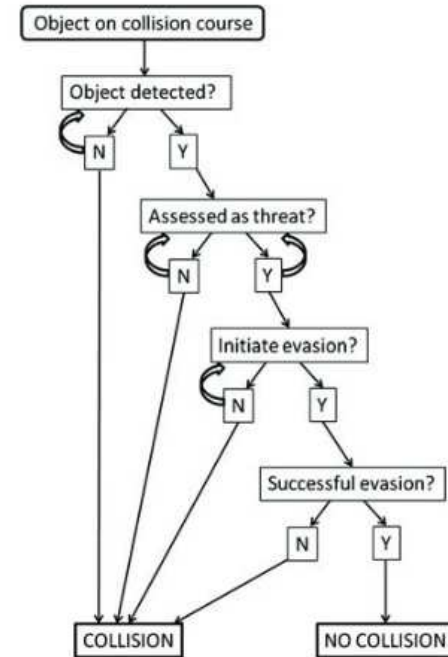 Object on collision course
Object detected?
N
Y
Assessed as threat?
N
Y
Initiate evasion?
N
Y
Successful evasion?
N
Y
COLLISION
NO COLLISION